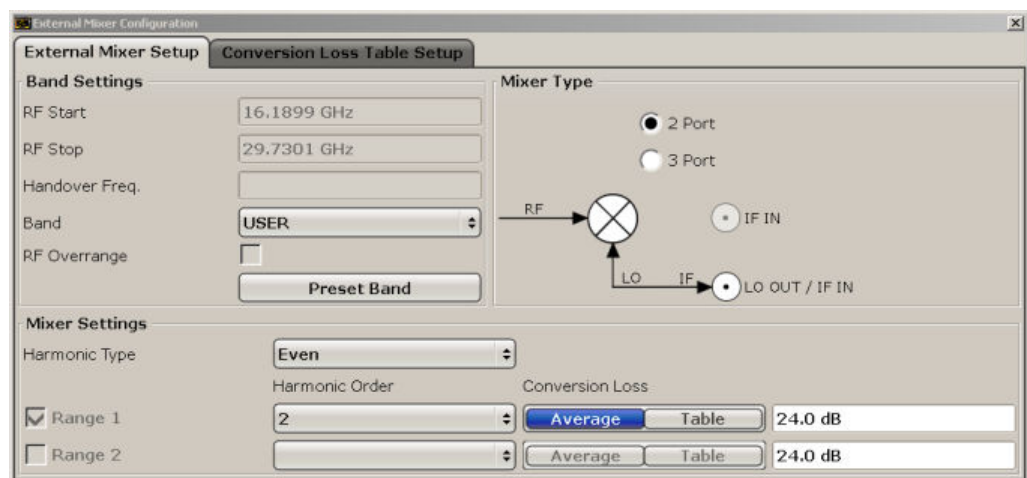 External Mixer Configuration
External Mixer Setup
Conversion Loss Table Setup
Band Settings
RF Start
16.1899 GHz
RF Stop
29.7301 GHz
Handover Freq.
Band
USER
RF Overrange
Preset Band
Mixer Type
2 Port
3 Port
RF
IF IN
LO
IF
LO OUT / IF IN
Mixer Settings
Harmonic Type
Even
Harmonic Order
Conversion Loss
Range 1
2
Average
Table
24.0 dB
Range 2
Average
Table
24.0 dB